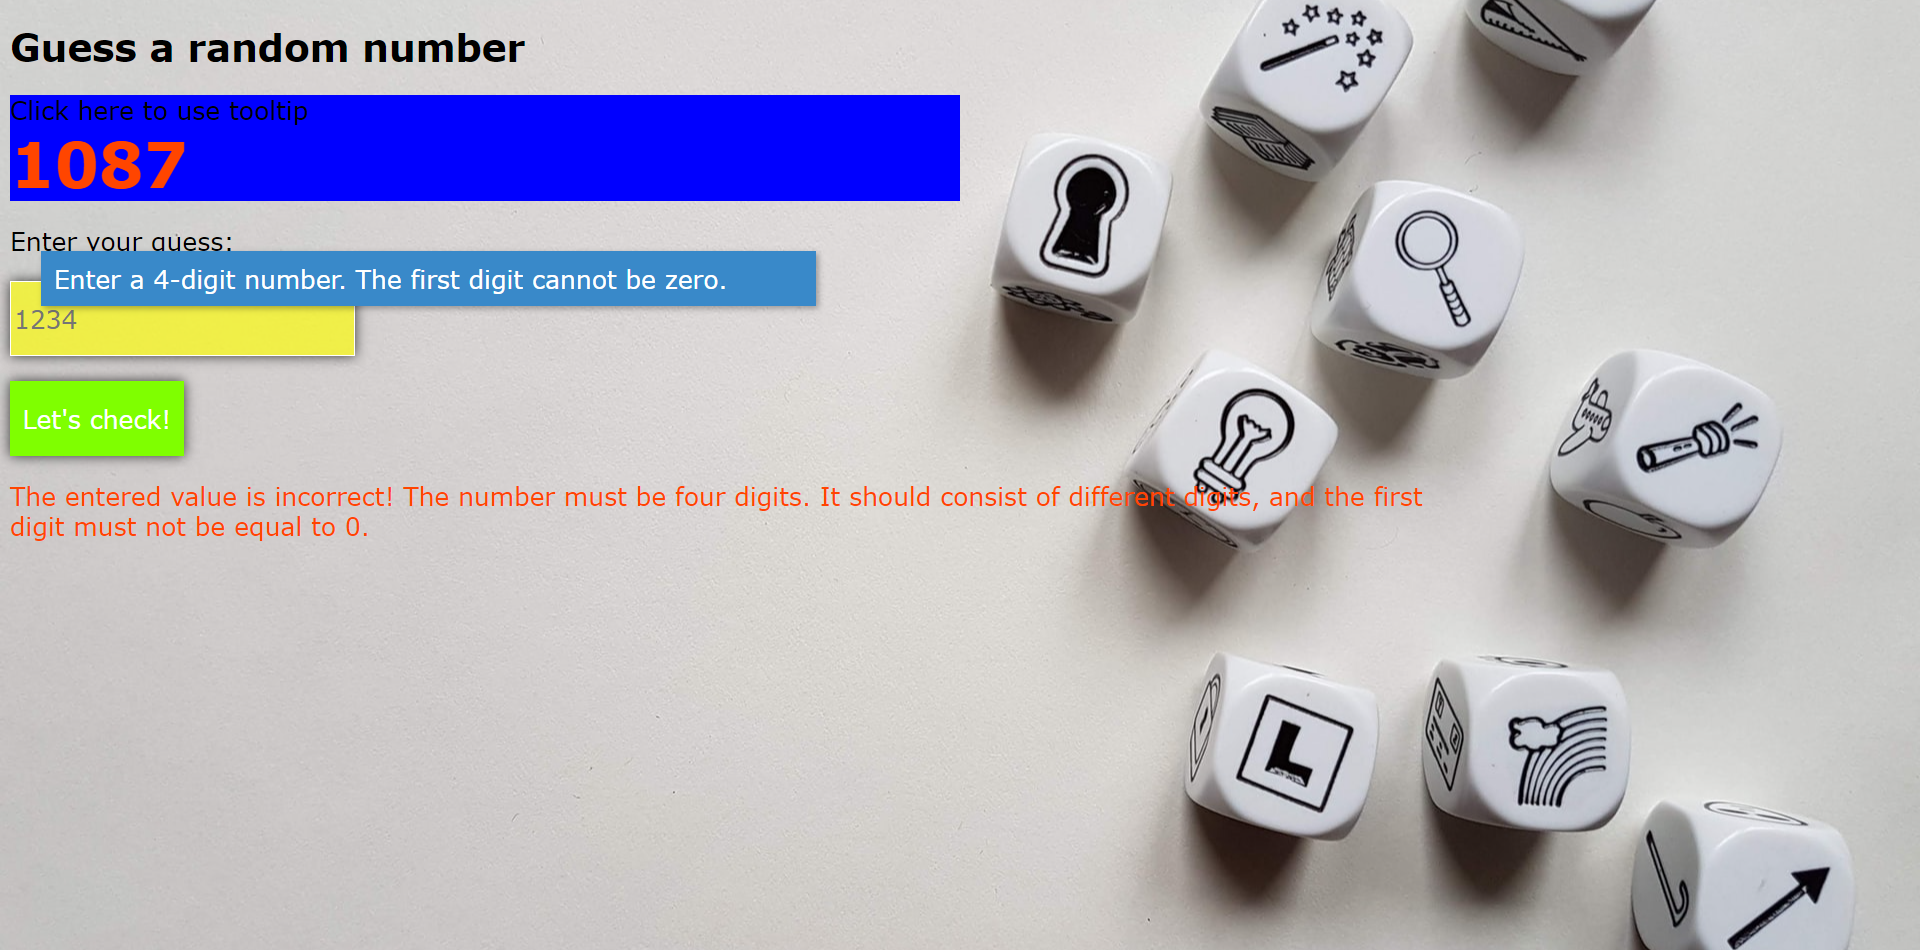 Guess a random number
Click here to use tooltip
1087
Enter your guess:
Enter a 4-digit number. The first digit cannot be zero.
1234
Let's check!
The entered value is incorrect! The number must be four digits. It should consist of different digits, and the first
digit must not be equal to 0.
L